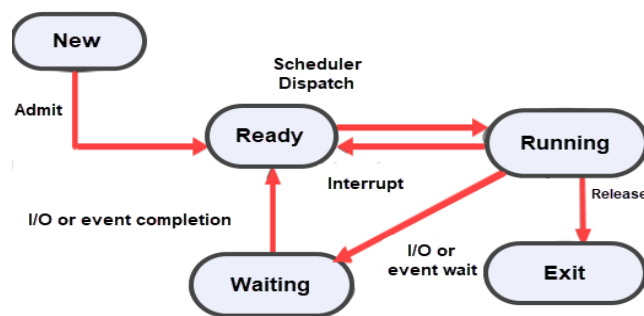 New
Scheduler
Dispatch
Admit
Ready
Running
Interrupt
Release
I/O or event completion
I/O or
event wait
Waiting
Exit